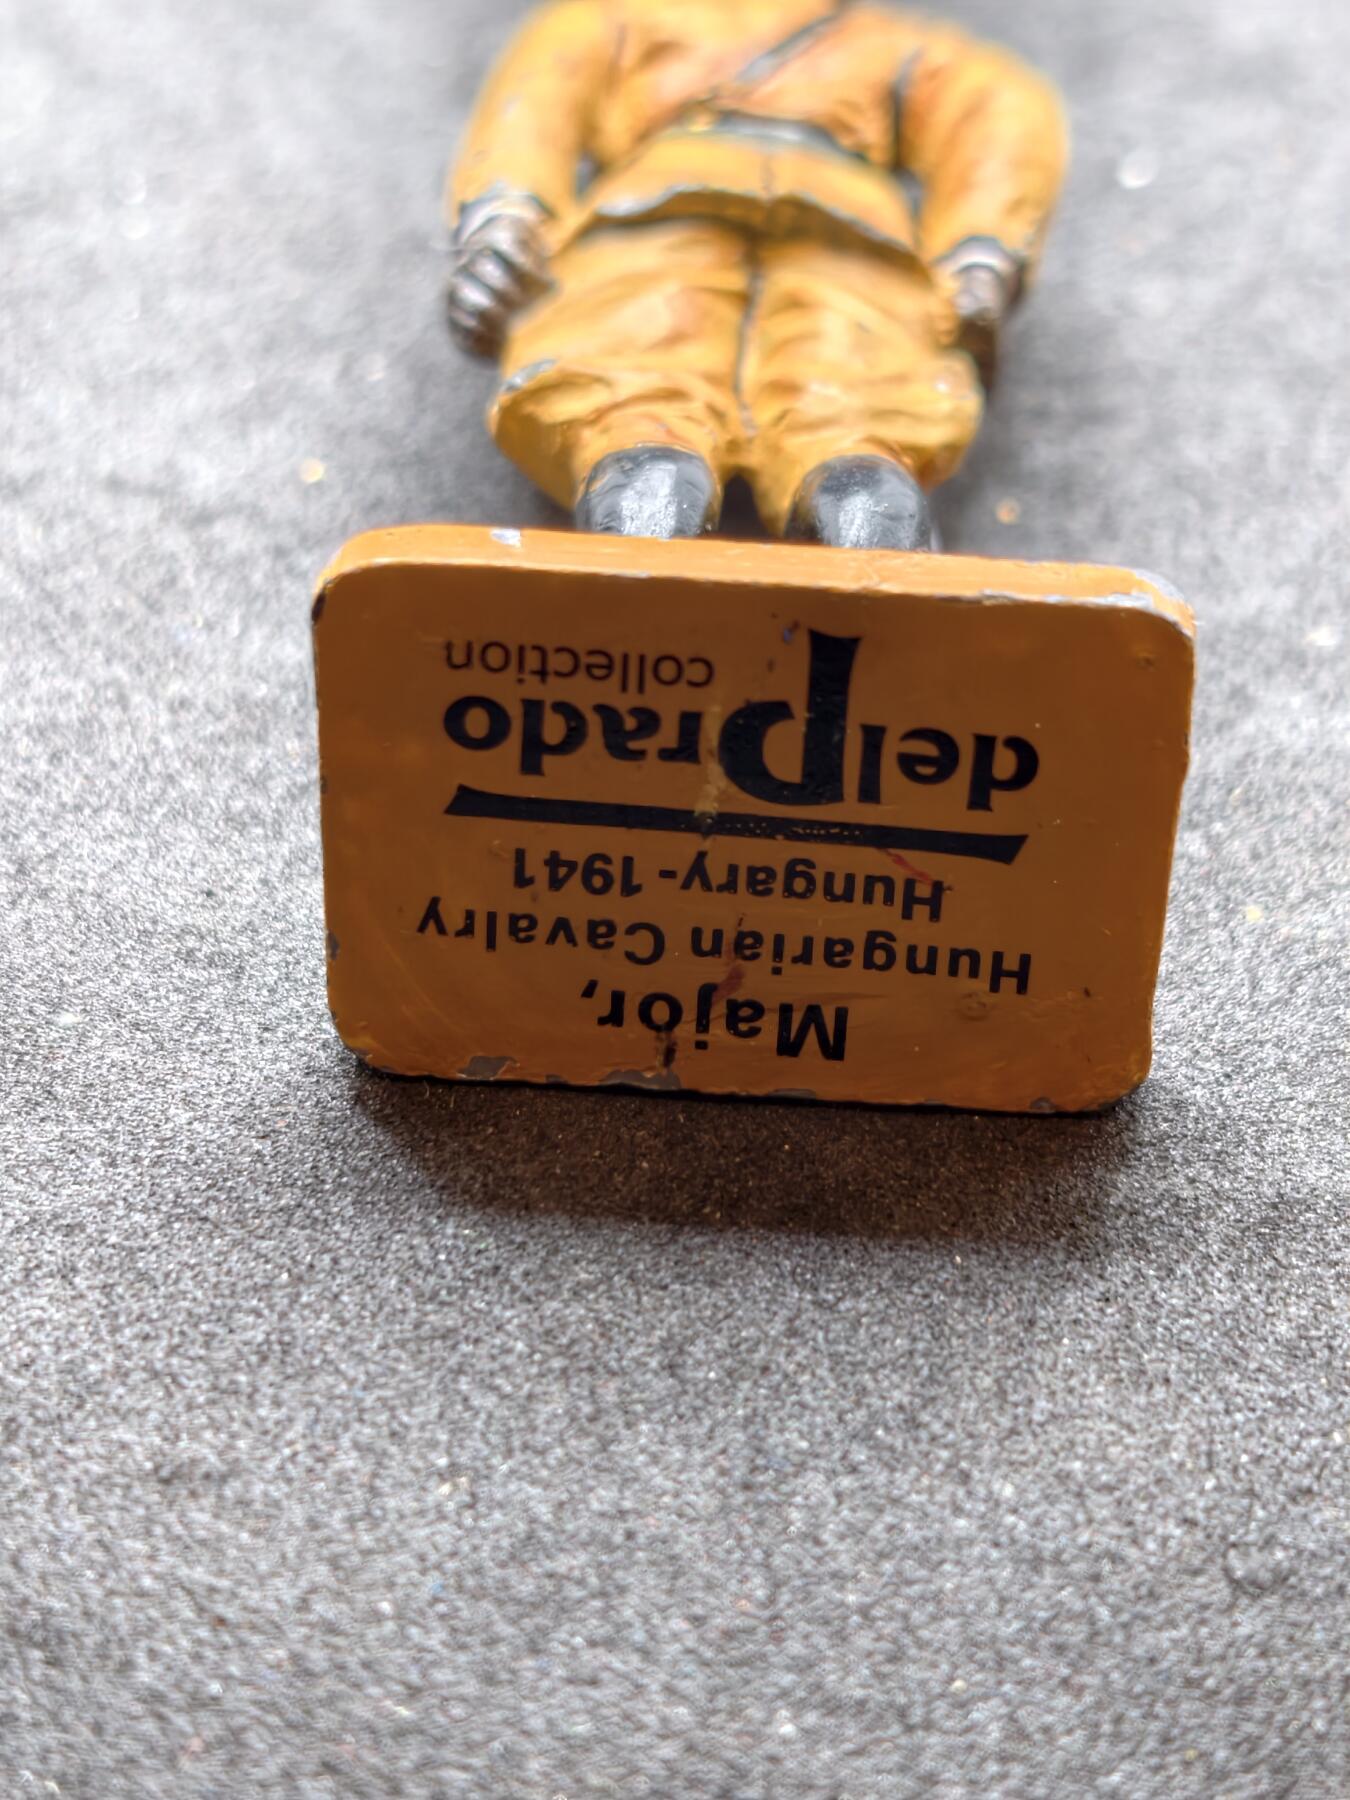 Major,
Hungarian Cavalry
Hungary-1941
delPrado
collection